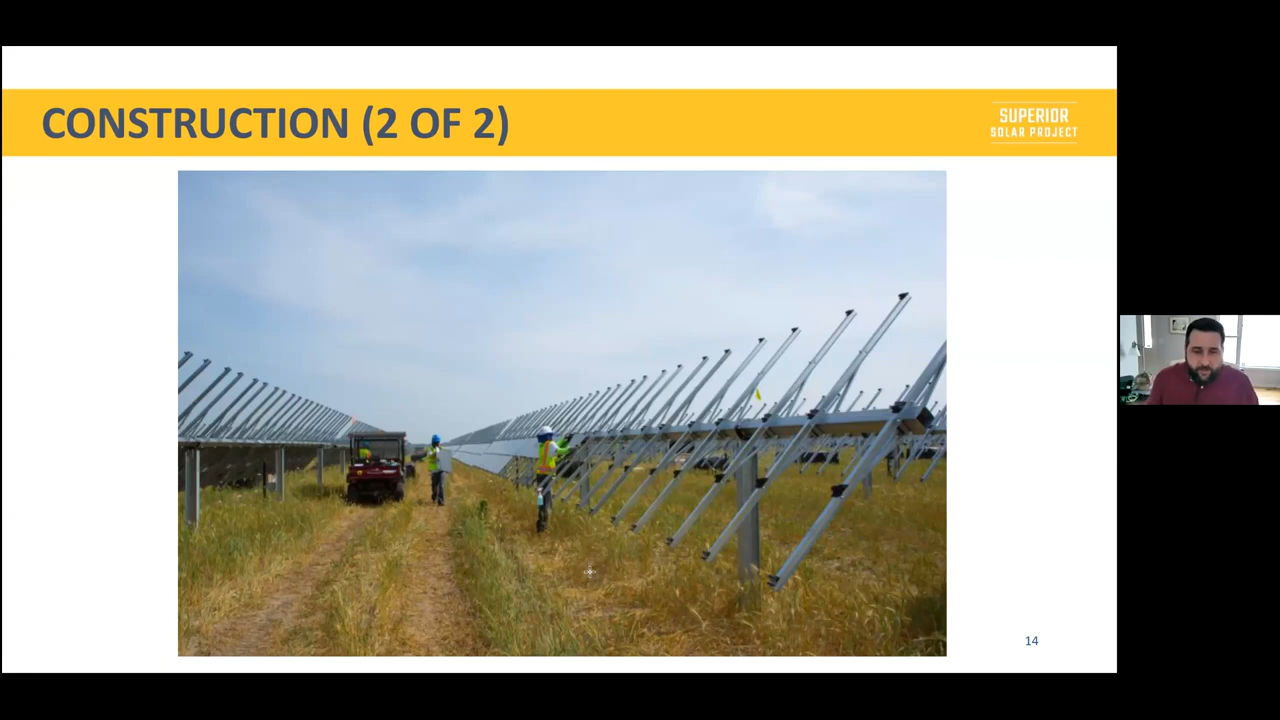 CONSTRUCTION (2 OF 2)
SUPERIOR
SOLAR PROJECT
14